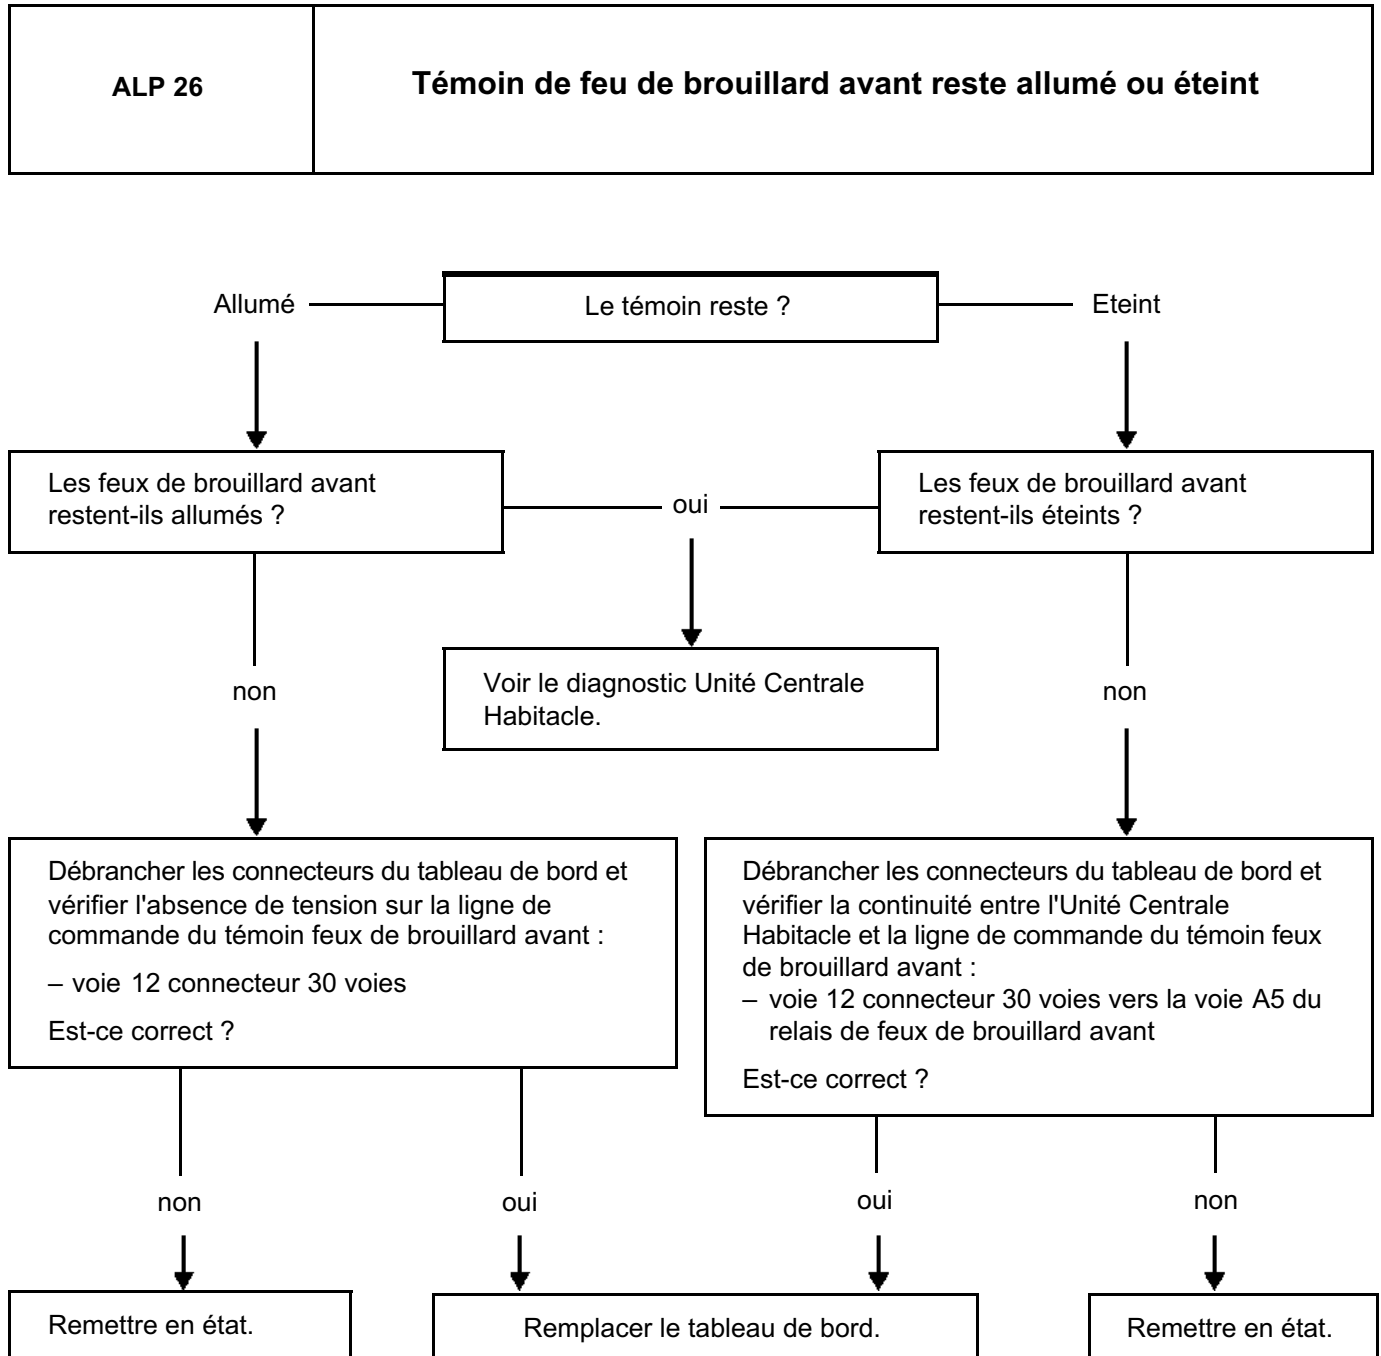 ALP 26
Témoin de feu de brouillard avant reste allumé ou éteint
Allumé
Le témoin reste ?
Eteint
Les feux de brouillard avant
restent-ils allumés ?
oui
Les feux de brouillard avant
restent-ils éteints ?
non
Voir le diagnostic Unité Centrale
Habitacle.
non
Débrancher les connecteurs du tableau de bord et
vérifier l'absence de tension sur la ligne de
commande du témoin feux de brouillard avant :
– voie 12 connecteur 30 voies
Est-ce correct ?
Débrancher les connecteurs du tableau de bord et
vérifier la continuité entre l'Unité Centrale
Habitacle et la ligne de commande du témoin feux
de brouillard avant :
– voie 12 connecteur 30 voies vers la voie A5 du
relais de feux de brouillard avant
Est-ce correct ?
non
oui
oui
non
Remettre en état.
Remplacer le tableau de bord.
Remettre en état.